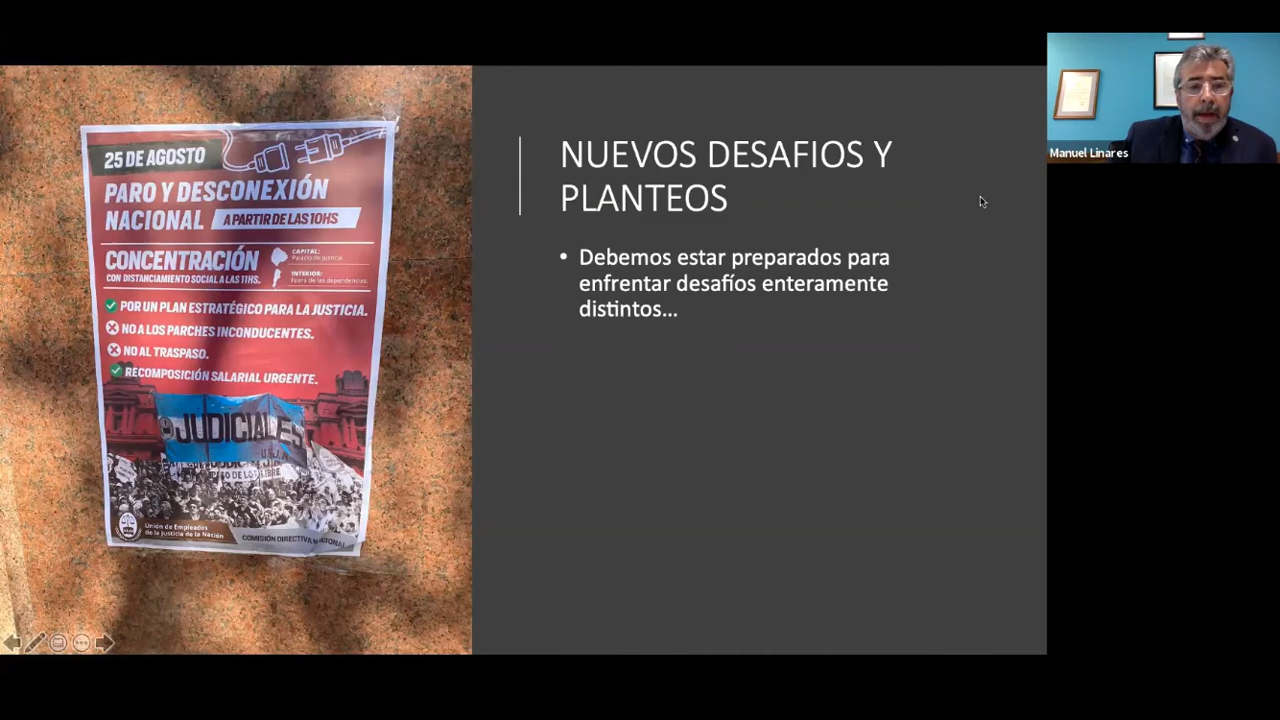 25 DE AGOSTO
PARO Y DESCONEXIÓN
NACIONAL A PARTIR DE LAS 10HS
CONCENTRACIÓN
CON DISTANCIAMIENTO SOCIAL A LAS 11HS.
CAPITAL:
Palacio de justicia
INTERIOR:
Fuera de las dependencias
POR UN PLAN ESTRATÉGICO PARA LA JUSTICIA.
NO A LOS PARCHES INCONDUCENTES.
NO AL TRASPASO.
RECOMPOSICIÓN SALARIAL URGENTE.
JUDICIALES
Unión de Empleados
de la Justicia de la Nación
COMISIÓN DIRECTIVA NACIONAL
NUEVOS DESAFIOS Y
PLANTEOS
• Debemos estar preparados para
enfrentar desafíos enteramente
distintos...
Manuel Linares